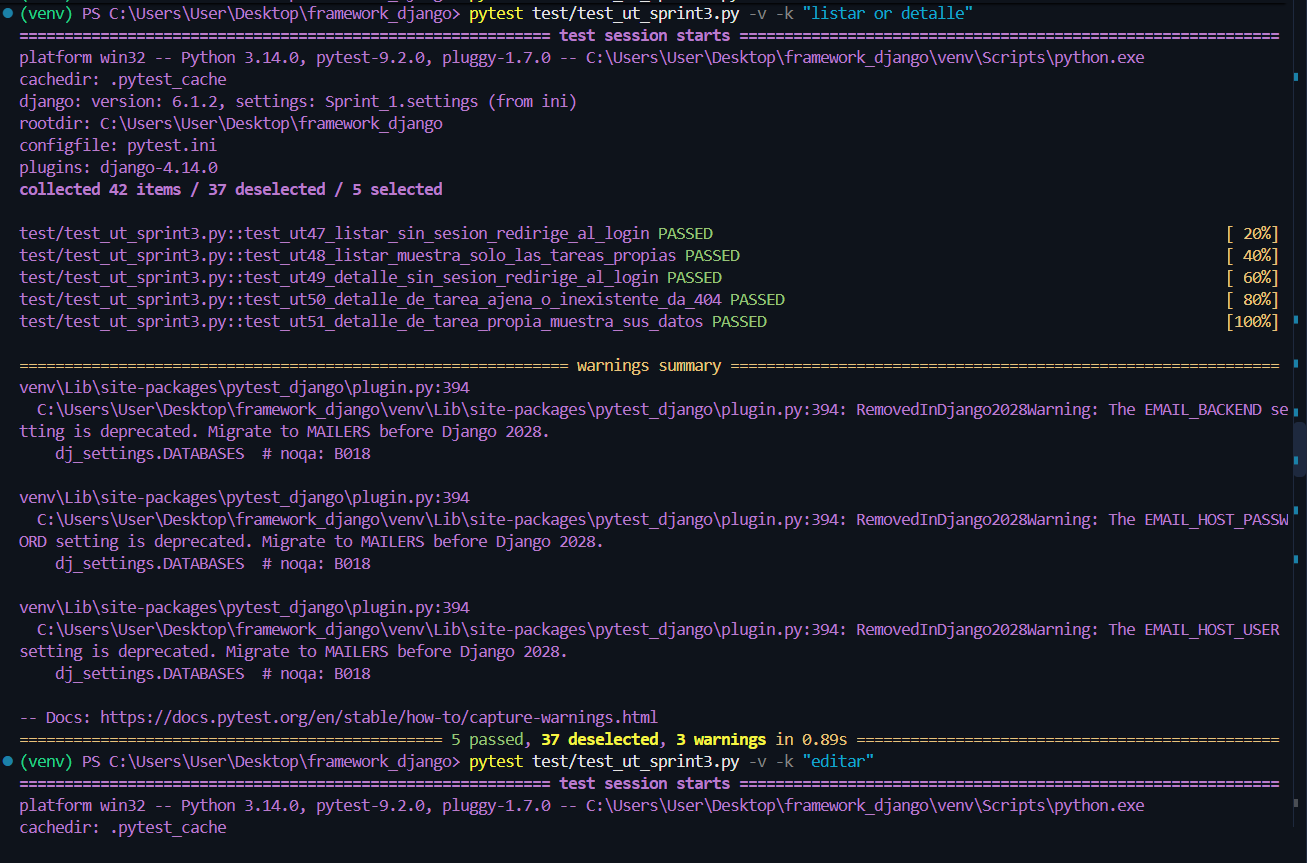 (venv) PS C:\Users\User\Desktop\framework_django> pytest test/test_ut_sprint3.py -v -k "listar or detalle"
============================================================= test session starts =============================================================
platform win32 -- Python 3.14.0, pytest-9.2.0, pluggy-1.7.0 -- C:\Users\User\Desktop\framework_django\venv\Scripts\python.exe
cachedir: .pytest_cache
django: version: 6.1.2, settings: Sprint_1.settings (from ini)
rootdir: C:\Users\User\Desktop\framework_django
configfile: pytest.ini
plugins: django-4.14.0
collected 42 items / 37 deselected / 5 selected
test/test_ut_sprint3.py::test_ut47_listar_sin_sesion_redirige_al_login PASSED [ 20%]
test/test_ut_sprint3.py::test_ut48_listar_muestra_solo_las_tareas_propias PASSED [ 40%]
test/test_ut_sprint3.py::test_ut49_detalle_sin_sesion_redirige_al_login PASSED [ 60%]
test/test_ut_sprint3.py::test_ut50_detalle_de_tarea_ajena_o_inexistente_da_404 PASSED [ 80%]
test/test_ut_sprint3.py::test_ut51_detalle_de_tarea_propia_muestra_sus_datos PASSED [100%]
============================================================== warnings summary ==============================================================
venv\Lib\site-packages\pytest_django\plugin.py:394
C:\Users\User\Desktop\framework_django\venv\Lib\site-packages\pytest_django\plugin.py:394: RemovedInDjango2028Warning: The EMAIL_BACKEND se
tting is deprecated. Migrate to MAILERS before Django 2028.
dj_settings.DATABASES  # noqa: B018
venv\Lib\site-packages\pytest_django\plugin.py:394
C:\Users\User\Desktop\framework_django\venv\Lib\site-packages\pytest_django\plugin.py:394: RemovedInDjango2028Warning: The EMAIL_HOST_PASSW
ORD setting is deprecated. Migrate to MAILERS before Django 2028.
dj_settings.DATABASES  # noqa: B018
venv\Lib\site-packages\pytest_django\plugin.py:394
C:\Users\User\Desktop\framework_django\venv\Lib\site-packages\pytest_django\plugin.py:394: RemovedInDjango2028Warning: The EMAIL_HOST_USER
setting is deprecated. Migrate to MAILERS before Django 2028.
dj_settings.DATABASES  # noqa: B018
-- Docs: https://docs.pytest.org/en/stable/how-to/capture-warnings.html
=============================================== 5 passed, 37 deselected, 3 warnings in 0.89s ===============================================
(venv) PS C:\Users\User\Desktop\framework_django> pytest test/test_ut_sprint3.py -v -k "editar"
============================================================= test session starts =============================================================
platform win32 -- Python 3.14.0, pytest-9.2.0, pluggy-1.7.0 -- C:\Users\User\Desktop\framework_django\venv\Scripts\python.exe
cachedir: .pytest_cache